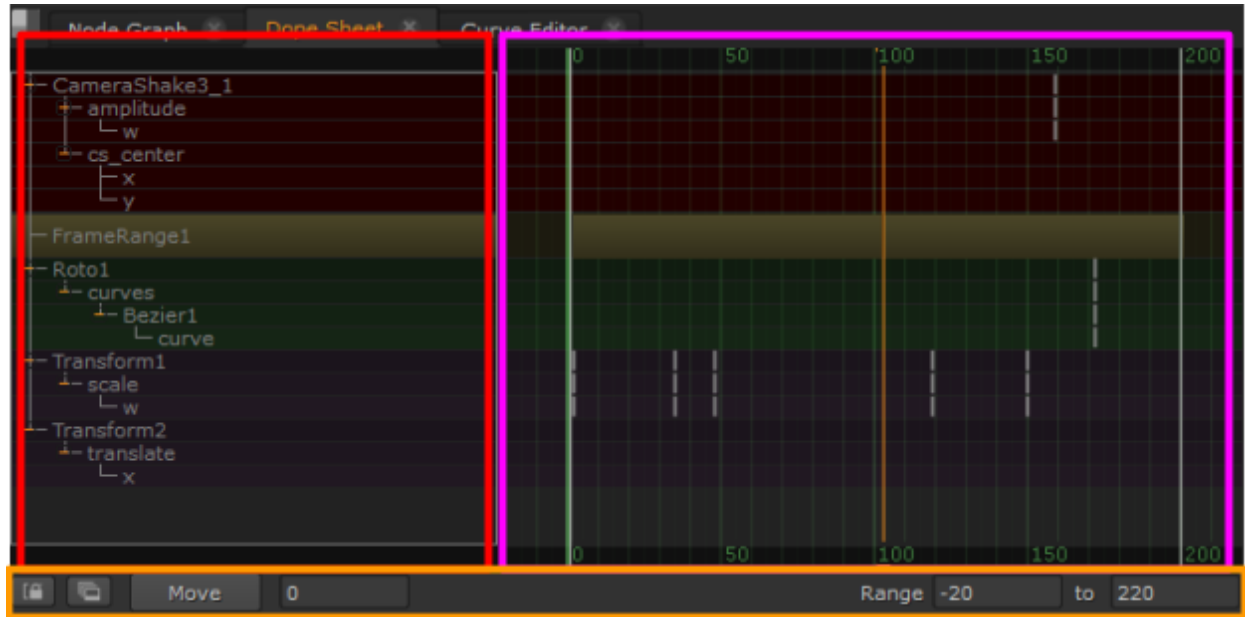 Node Graph Dope Sheet Curve Editor
0 50 100 150 200
CameraShake3_1
amplitude
w
cs_center
x
y
FrameRange1
Roto1
curves
Bezier1
curve
Transform1
scale
w
Transform2
translate
x
0 50 100 150 200
Move 0 Range -20 to 220